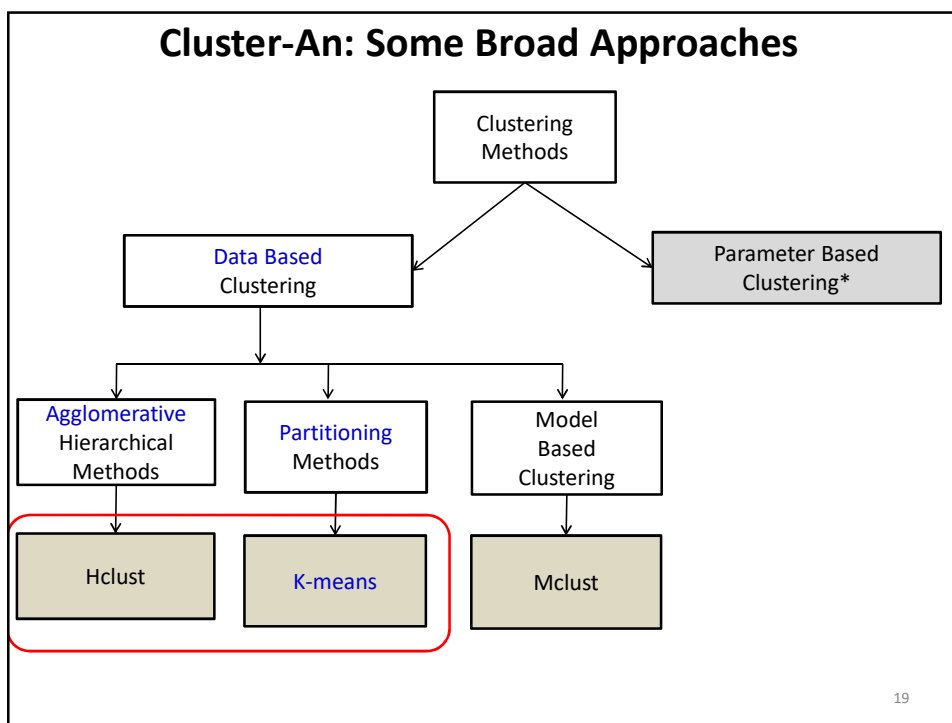 Cluster-An: Some Broad Approaches
Clustering
Methods
Data Based
Clustering
Parameter Based
Clustering*
Agglomerative
Hierarchical
Methods
Partitioning
Methods
Model
Based
Clustering
Hclust
K-means
Mclust
19